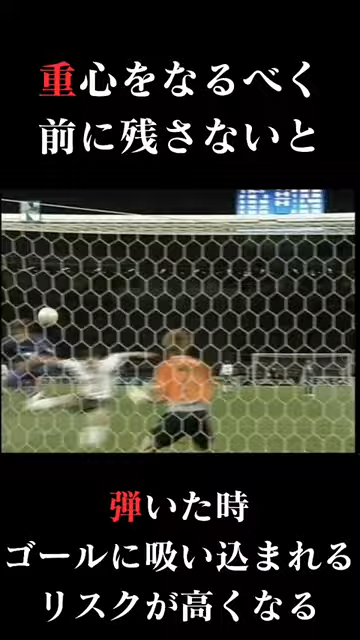 重心をなるべく
前に残さないと
弾いた時
ゴールに吸い込まれる
リスクが高くなる